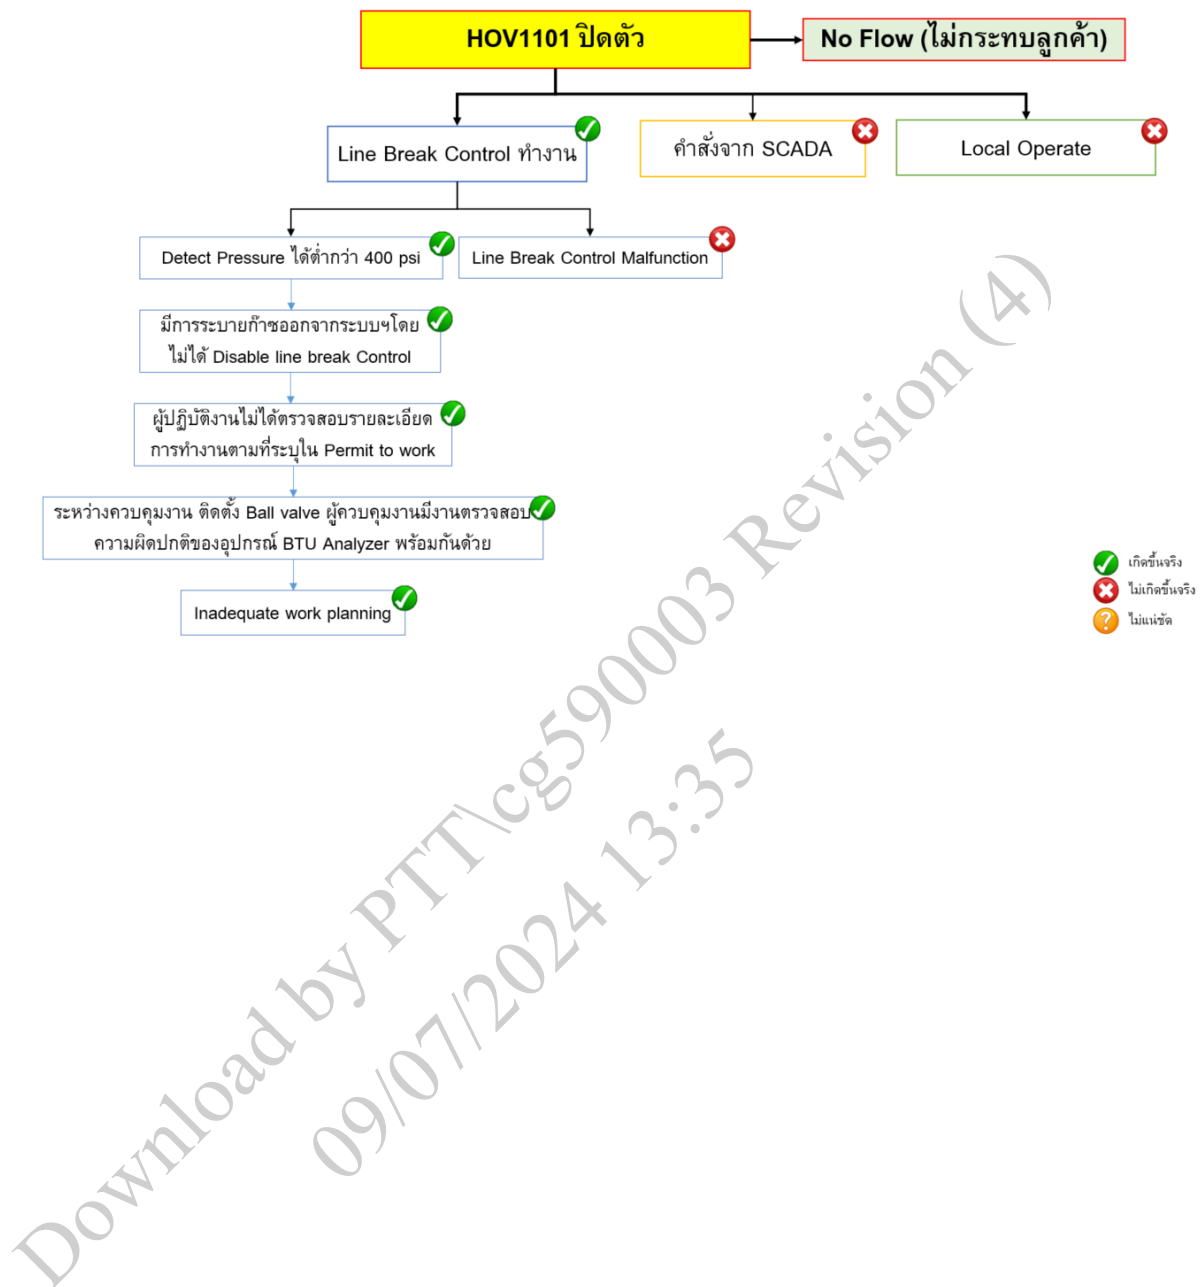 HOV1101 ปิดตัว
No Flow (ไม่กระทบลูกค้า)
Line Break Control ทำงาน
คำสั่งจาก SCADA
Local Operate
Detect Pressure ได้ต่ำกว่า 400 psi
Line Break Control Malfunction
มีการระบายก๊าซออกจากระบบฯโดย
ไม่ได้ Disable line break Control
ผู้ปฏิบัติงานไม่ได้ตรวจสอบรายละเอียด
การทำงานตามที่ระบุใน Permit to work
ระหว่างควบคุมงาน ติดตั้ง Ball valve ผู้ควบคุมงานมีงานตรวจสอบ
ความผิดปกติของอุปกรณ์ BTU Analyzer พร้อมกันด้วย
Inadequate work planning
เกิดขึ้นจริง
ไม่เกิดขึ้นจริง
?
ไม่แน่ชัด
Download by PTT\cg590003 Revision (4)
09/07/2024 13:35